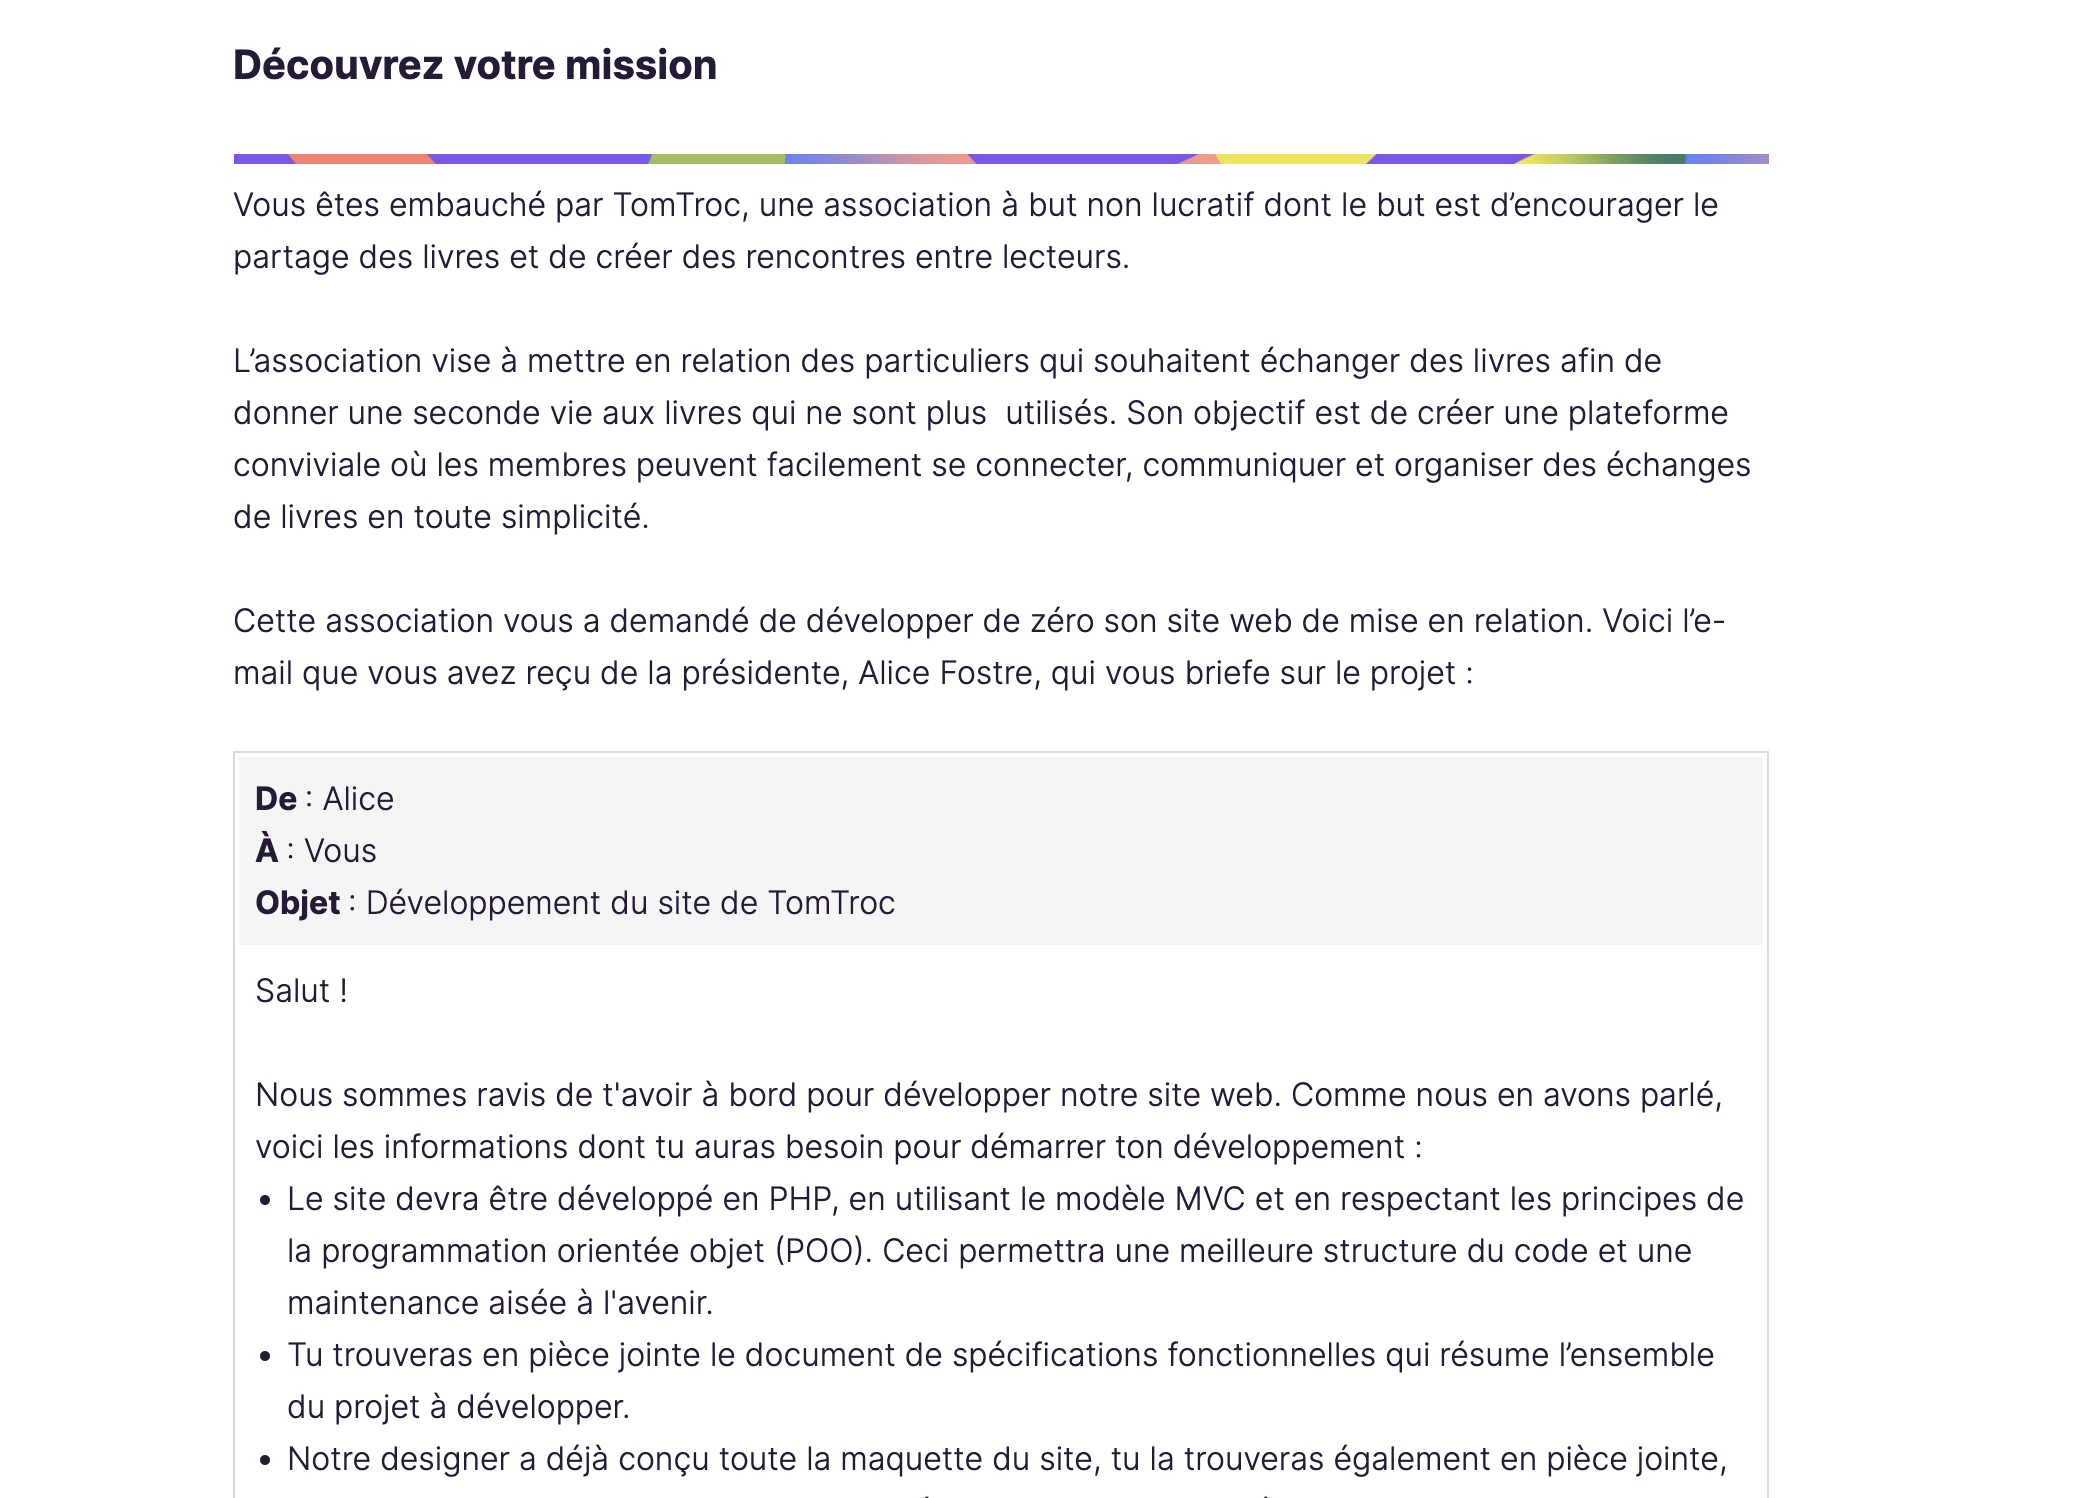 Découvrez votre mission
Vous êtes embauché par TomTroc, une association à but non lucratif dont le but est d’encourager le
partage des livres et de créer des rencontres entre lecteurs.
L’association vise à mettre en relation des particuliers qui souhaitent échanger des livres afin de
donner une seconde vie aux livres qui ne sont plus  utilisés. Son objectif est de créer une plateforme
conviviale où les membres peuvent facilement se connecter, communiquer et organiser des échanges
de livres en toute simplicité.
Cette association vous a demandé de développer de zéro son site web de mise en relation. Voici l’e-
mail que vous avez reçu de la présidente, Alice Fostre, qui vous briefe sur le projet :
De : Alice
À : Vous
Objet : Développement du site de TomTroc
Salut !
Nous sommes ravis de t'avoir à bord pour développer notre site web. Comme nous en avons parlé,
voici les informations dont tu auras besoin pour démarrer ton développement :
• Le site devra être développé en PHP, en utilisant le modèle MVC et en respectant les principes de
la programmation orientée objet (POO). Ceci permettra une meilleure structure du code et une
maintenance aisée à l'avenir.
• Tu trouveras en pièce jointe le document de spécifications fonctionnelles qui résume l’ensemble
du projet à développer.
• Notre designer a déjà conçu toute la maquette du site, tu la trouveras également en pièce jointe,